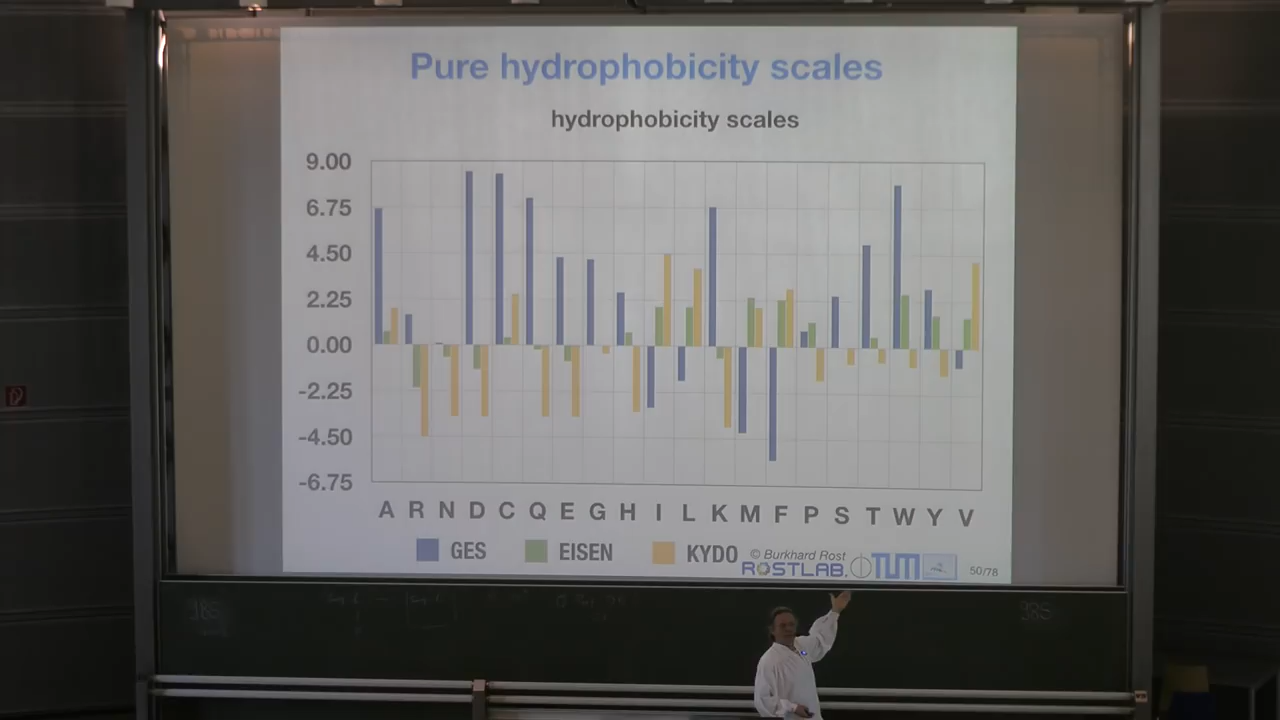 Pure hydrophobicity scales
hydrophobicity scales
9.00
6.75
4.50
2.25
0.00
-2.25
-4.50
-6.75
A R N D C Q E G H I L K M F P S T W Y V
GES EISEN KYDO
© Burkhard Rost
ROSTLAB. TUM
50/78